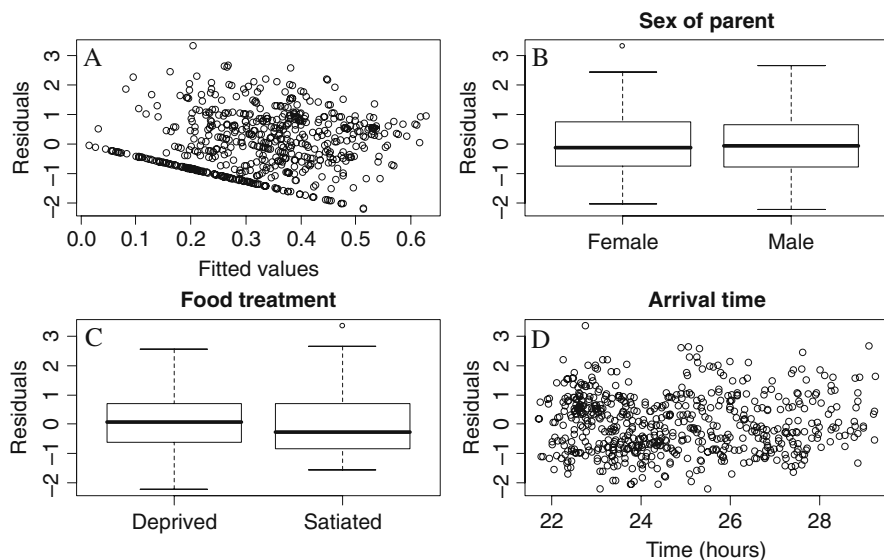 A
Residuals
3
2
1
0
−1
−2
0.0 0.1 0.2 0.3 0.4 0.5 0.6
Fitted values
Sex of parent
B
Residuals
3
2
1
0
−1
−2
Female Male
Food treatment
C
Residuals
3
2
1
0
−1
−2
Deprived Satiated
Arrival time
D
Residuals
3
2
1
0
−1
−2
22 24 26 28
Time (hours)